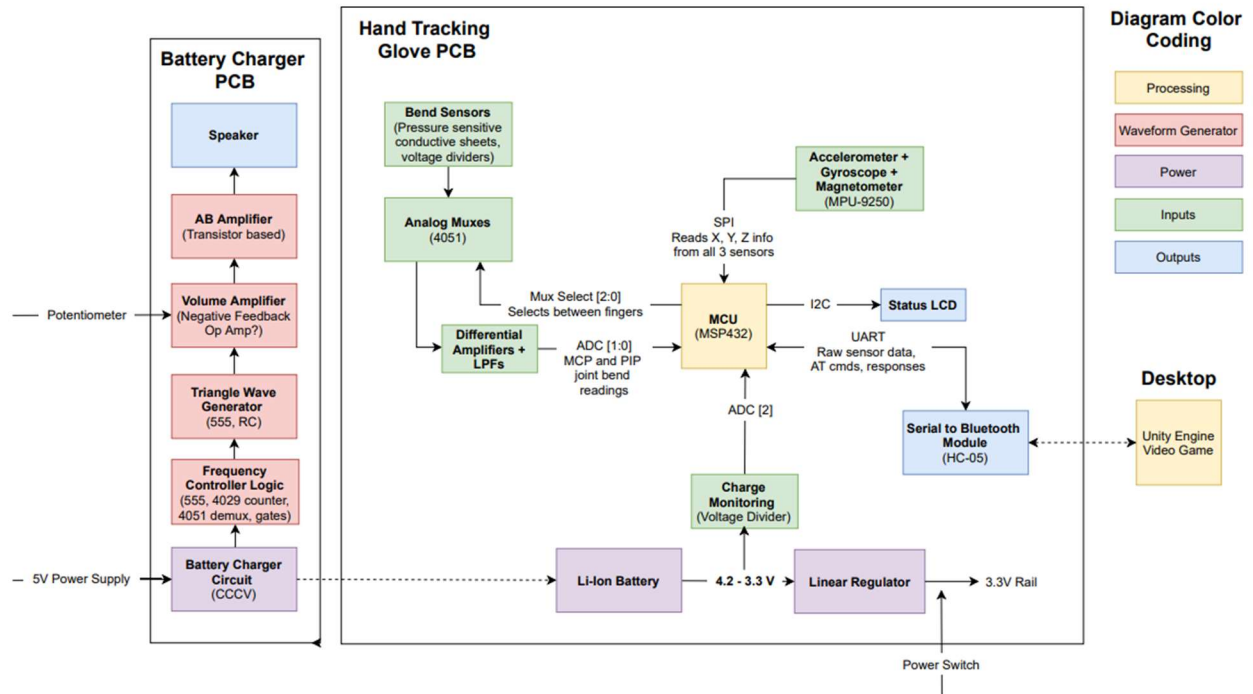 Battery Charger
PCB
Speaker
AB Amplifier
(Transistor based)
Potentiometer
Volume Amplifier
(Negative Feedback
Op Amp?)
Triangle Wave
Generator
(555, RC)
Frequency
Controller Logic
(555, 4029 counter,
4051 demux, gates)
5V Power Supply
Battery Charger
Circuit
(CCCV)
Hand Tracking
Glove PCB
Bend Sensors
(Pressure sensitive
conductive sheets,
voltage dividers)
Analog Muxes
(4051)
Accelerometer +
Gyroscope +
Magnetometer
(MPU-9250)
SPI
Reads X, Y, Z info
from all 3 sensors
Mux Select [2:0]
Selects between fingers
MCU
(MSP432)
I2C
Status LCD
Differential
Amplifiers +
LPFs
ADC [1:0]
MCP and PIP
joint bend
readings
UART
Raw sensor data,
AT cmds, responses
ADC [2]
Serial to Bluetooth
Module
(HC-05)
Charge
Monitoring
(Voltage Divider)
Li-Ion Battery
4.2 - 3.3 V
Linear Regulator
3.3V Rail
Power Switch
Diagram Color
Coding
Processing
Waveform Generator
Power
Inputs
Outputs
Desktop
Unity Engine
Video Game